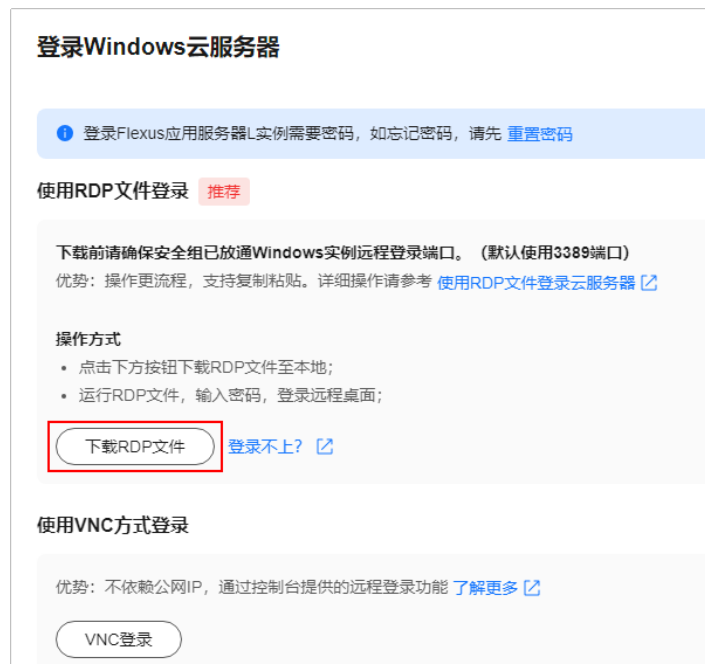 登录Windows云服务器
登录Flexus应用服务器L实例需要密码，如忘记密码，请先 重置密码
使用RDP文件登录 推荐
下载前请确保安全组已放通Windows实例远程登录端口。（默认使用3389端口）
优势：操作更流程，支持复制粘贴。详细操作请参考 使用RDP文件登录云服务器
操作方式
• 点击下方按钮下载RDP文件至本地；
• 运行RDP文件，输入密码，登录远程桌面；
下载RDP文件 登录不上？
使用VNC方式登录
优势：不依赖公网IP，通过控制台提供的远程登录功能 了解更多
VNC登录